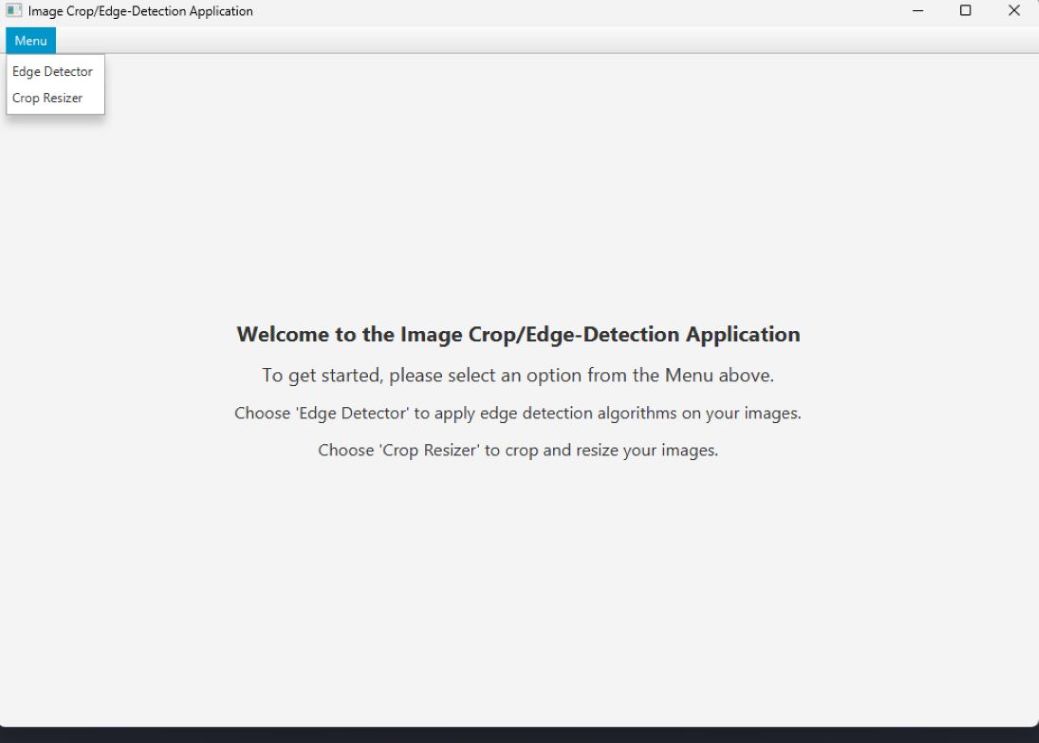 Image Crop/Edge-Detection Application
Menu
Edge Detector
Crop Resizer
Welcome to the Image Crop/Edge-Detection Application
To get started, please select an option from the Menu above.
Choose 'Edge Detector' to apply edge detection algorithms on your images.
Choose 'Crop Resizer' to crop and resize your images.